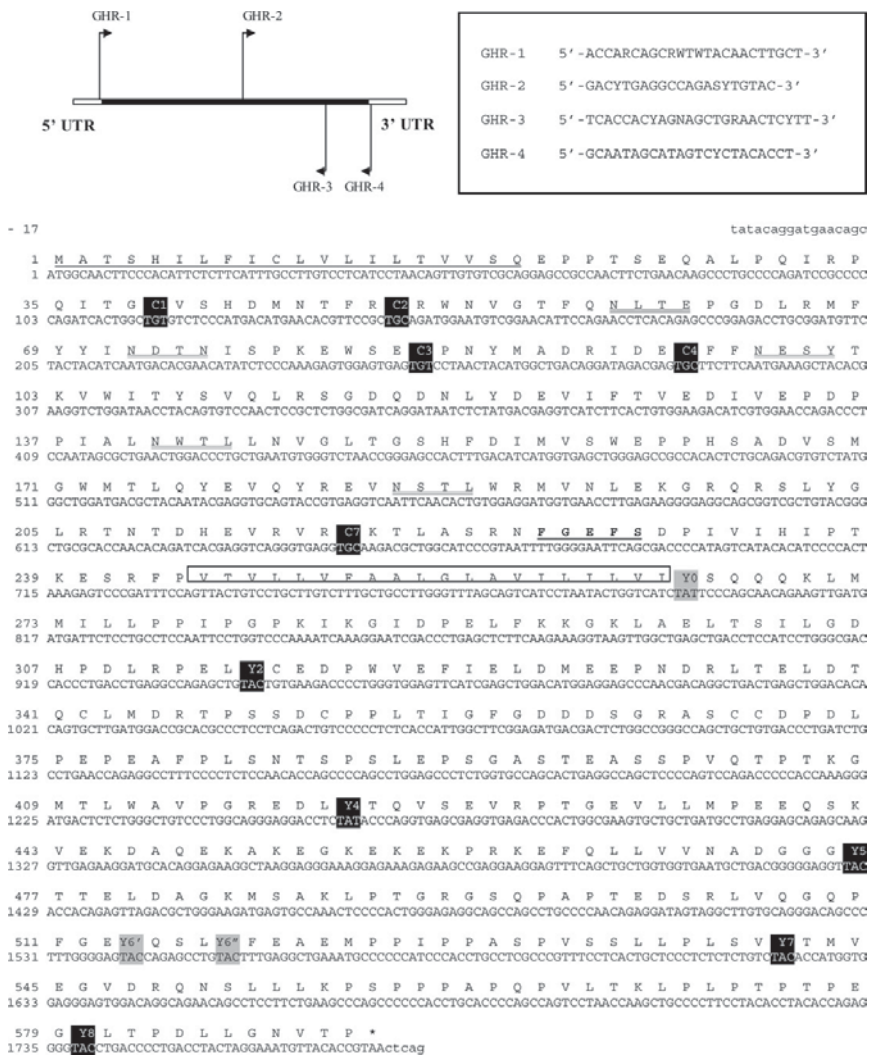 GHR-1
GHR-2
5' UTR
3' UTR
GHR-3
GHR-4
GHR-1 5'-ACCARCAGCRWTWTACAACTTGCT-3'
GHR-2 5'-GACYTGAGGCCAGASYTGTAC-3'
GHR-3 5'-TCACCACYAGNAGCTGRAACTCYTT-3'
GHR-4 5'-GCAATAGCATAGTCYCTACACCT-3'
- 17 tatacaggatgaacagc
1 M A T S H I L F I C L V L I L T V V S Q E P P T S E Q A L P Q I R P
1 ATGGCAACTTCCCACATTCTCTTCATTTGCCTTGTCCTCATCCTAACAGTTGTGTCGCAGGAGCCGCCAACTTCTGAACAAGCCCTGCCCCAGATCCGCCCC
35 Q I T G C1 V S H D M N T F R C2 R W N V G T F Q N L T E P G D L R M F
103 CAGATCACTGGCTGTGTCTCCCATGACATGAACACGTTCCGCTGCAGATGGAATGTCGGAACATTCCAGAACCTCACAGAGCCCGGAGACCTGCGGATGTTC
69 Y Y I N D T N I S P K E W S E C3 P N Y M A D R I D E C4 F F N E S Y T
205 TACTACATCAATGACACGAACATATCTCCCAAAGAGTGGAGTGAGTGTCCTAACTACATGGCTGACAGGATAGACGAGTGCTTCTTCAATGAAAGCTACACG
103 K V W I T Y S V Q L R S G D Q D N L Y D E V I F T V E D I V E P D P
307 AAGGTCTGGATAACCTACAGTGTCCAACTCCGCTCTGGCGATCAGGATAATCTCTATGACGAGGTCATCTTCACTGTGGAAGACATCGTGGAACCAGACCCT
137 P I A L N W T L L N V G L T G S H F D I M V S W E P P H S A D V S M
409 CCAATAGCGCTGAACTGGACCCTGCTGAATGTGGGTCTAACCGGGAGCCACTTTGACATCATGGTGAGCTGGGAGCCGCCACACTCTGCAGACGTGTCTATG
171 G W M T L Q Y E V Q Y R E V N S T L W R M V N L E K G R Q R S L Y G
511 GGCTGGATGACGCTACAATACGAGGTGCAGTACCGTGAGGTCAATTCAACACTGTGGAGGATGGTGAACCTTGAGAAGGGGAGGCAGCGGTCGCTGTACGGG
205 L R T N T D H E V R V R C7 K T L A S R N F G E F S D P I V I H I P T
613 CTGCGCACCAACACAGATCACGAGGTCAGGGTGAGGTGCAAGACGCTGGCATCCCGTAATTTTGGGGAATTCAGCGACCCCATAGTCATACACATCCCCACT
239 K E S R F P V T V L L V F A A L G L A V I L I L V I Y0 S Q Q Q K L M
715 AAAGAGTCCCGATTTCCAGTTACTGTCCTGCTTGTCTTTGCTGCCTTGGGTTTAGCAGTCATCCTAATACTGGTCATCTATTCCCAGCAACAGAAGTTGATG
273 M I L L P P I P G P K I K G I D P E L F K K G K L A E L T S I L G D
817 ATGATTCTCCTGCCTCCAATTCCTGGTCCCAAAATCAAAGGAATCGACCCTGAGCTCTTCAAGAAAGGTAAGTTGGCTGAGCTGACCTCCATCCTGGGCGAC
307 H P D L R P E L Y2 C E D P W V E F I E L D M E E P N D R L T E L D T
919 CACCCTGACCTGAGGCCAGAGCTGTACTGTGAAGACCCCTGGGTGGAGTTCATCGAGCTGGACATGGAGGAGCCCAACGACAGGCTGACTGAGCTGGACACA
341 Q C L M D R T P S S D C P P L T I G F G D D D S G R A S C C D P D L
1021 CAGTGCTTGATGGACCGCACGCCCTCCTCAGACTGTCCCCCTCTCACCATTGGCTTCGGAGATGACGACTCTGGCCGGGCCAGCTGCTGTGACCCTGATCTG
375 P E P E A F P L S N T S P S L E P S G A S T E A S S P V Q T P T K G
1123 CCTGAACCAGAGGCCTTTCCCCTCTCCAACACCAGCCCCAGCCTGGAGCCCTCTGGTGCCAGCACTGAGGCCAGCTCCCCAGTCCAGACCCCCACCAAAGGG
409 M T L W A V P G R E D L Y4 T Q V S E V R P T G E V L L M P E E Q S K
1225 ATGACTCTCTGGGCTGTCCCTGGCAGGGAGGACCTCTATACCCAGGTGAGCGAGGTGAGACCCACTGGCGAAGTGCTGCTGATGCCTGAGGAGCAGAGCAAG
443 V E K D A Q E K A K E G K E K E K P R K E F Q L L V V N A D G G G Y5
1327 GTTGAGAAGGATGCACAGGAGAAGGCTAAGGAGGGAAAGGAGAAAGAGAAGCCGAGGAAGGAGTTTCAGCTGCTGGTGGTGAATGCTGACGGGGGAGGTTAC
477 T T E L D A G K M S A K L P T G R G S Q P A P T E D S R L V Q G Q P
1429 ACCACAGAGTTAGACGCTGGGAAGATGAGTGCCAAACTCCCCACTGGGAGAGGCAGCCAGCCTGCCCCAACAGAGGATAGTAGGCTTGTGCAGGGACAGCCC
511 F G E Y6' Q S L Y6" F E A E M P P I P P A S P V S S L L P L S V Y7 T M V
1531 TTTGGGGAGTACCAGAGCCTGTACTTTGAGGCTGAAATGCCCCCCATCCCACCTGCCTCGCCCGTTTCCTCACTGCTCCCTCTCTCTGTCTACACCATGGTG
545 E G V D R Q N S L L L K P S P P P A P Q P V L T K L P L P T P T P E
1633 GAGGGAGTGGACAGGCAGAACAGCCTCCTTCTGAAGCCCAGCCCCCCACCTGCACCCCAGCCAGTCCTAACCAAGCTGCCCCTTCCTACACCTACACCAGAG
579 G Y8 L T P D L L G N V T P *
1735 GGGTACCTGACCCCTGACCTACTAGGAAATGTTACACCGTAActcag